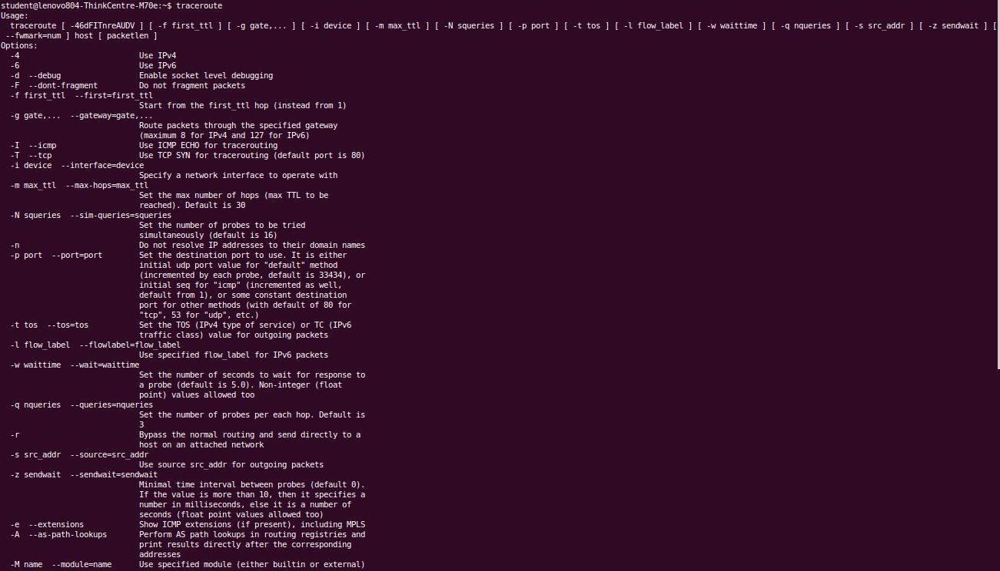 student@lenovo804-ThinkCentre-M70e:~$ traceroute
Usage:
  traceroute [ -46dFITnreAUDV ] [ -f first_ttl ] [ -g gate,... ] [ -i device ] [ -m max_ttl ] [ -N squeries ] [ -p port ] [ -t tos ] [ -l flow_label ] [ -w waittime ] [ -q nqueries ] [ -s src_addr ] [ -z sendwait ] [
 --fwmark=num ] host [ packetlen ]
Options:
  -4                          Use IPv4
  -6                          Use IPv6
  -d  --debug                 Enable socket level debugging
  -F  --dont-fragment         Do not fragment packets
  -f first_ttl  --first=first_ttl
                              Start from the first_ttl hop (instead from 1)
  -g gate,...  --gateway=gate,...
                              Route packets through the specified gateway
                              (maximum 8 for IPv4 and 127 for IPv6)
  -I  --icmp                  Use ICMP ECHO for tracerouting
  -T  --tcp                   Use TCP SYN for tracerouting (default port is 80)
  -i device  --interface=device
                              Specify a network interface to operate with
  -m max_ttl  --max-hops=max_ttl
                              Set the max number of hops (max TTL to be
                              reached). Default is 30
  -N squeries  --sim-queries=squeries
                              Set the number of probes to be tried
                              simultaneously (default is 16)
  -n                          Do not resolve IP addresses to their domain names
  -p port  --port=port        Set the destination port to use. It is either
                              initial udp port value for "default" method
                              (incremented by each probe, default is 33434), or
                              initial seq for "icmp" (incremented as well,
                              default from 1), or some constant destination
                              port for other methods (with default of 80 for
                              "tcp", 53 for "udp", etc.)
  -t tos  --tos=tos           Set the TOS (IPv4 type of service) or TC (IPv6
                              traffic class) value for outgoing packets
  -l flow_label  --flowlabel=flow_label
                              Use specified flow_label for IPv6 packets
  -w waittime  --wait=waittime
                              Set the number of seconds to wait for response to
                              a probe (default is 5.0). Non-integer (float
                              point) values allowed too
  -q nqueries  --queries=nqueries
                              Set the number of probes per each hop. Default is
                              3
  -r                          Bypass the normal routing and send directly to a
                              host on an attached network
  -s src_addr  --source=src_addr
                              Use source src_addr for outgoing packets
  -z sendwait  --sendwait=sendwait
                              Minimal time interval between probes (default 0).
                              If the value is more than 10, then it specifies a
                              number in milliseconds, else it is a number of
                              seconds (float point values allowed too)
  -e  --extensions            Show ICMP extensions (if present), including MPLS
  -A  --as-path-lookups       Perform AS path lookups in routing registries and
                              print results directly after the corresponding
                              addresses
  -M name  --module=name      Use specified module (either builtin or external)